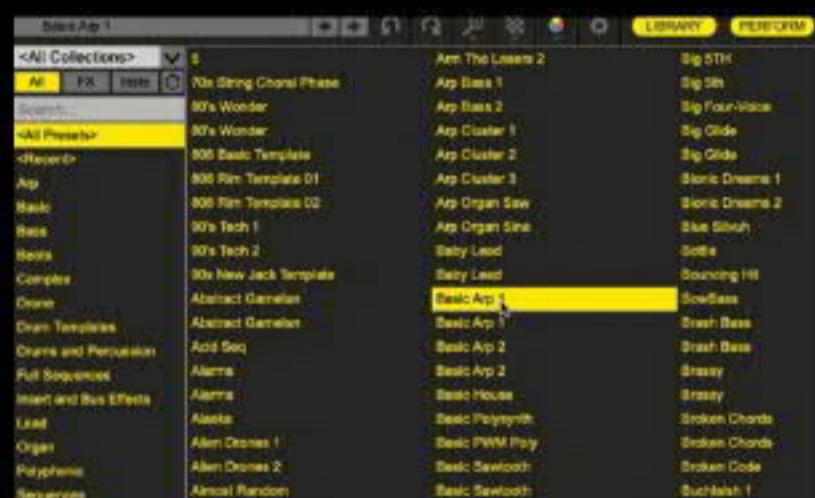 Basic Arp 1
LIBRARY
PERFORM
<All Collections>
All
FX
Insts
Search...
<All Presets>
<Recent>
Arp
Basic
Bass
Beats
Complex
Drone
Drum Templates
Drums and Percussion
Full Sequences
Insert and Bus Effects
Lead
Organ
Polyphonic
Sequences
70s String Choral Phase
80's Wonder
80's Wonder
808 Basic Template
808 Rim Template 01
808 Rim Template 02
90's Tech 1
90's Tech 2
90s New Jack Template
Abstract Gamelan
Abstract Gamelan
Acid Seq
Alarms
Alarms
Alaska
Alien Drones 1
Alien Drones 2
Almost Random
Arm The Lasers 2
Arp Bass 1
Arp Bass 2
Arp Cluster 1
Arp Cluster 2
Arp Cluster 3
Arp Organ Saw
Arp Organ Sine
Baby Lead
Baby Lead
Basic Arp 1
Basic Arp 1
Basic Arp 2
Basic Arp 2
Basic House
Basic Polysynth
Basic PWM Poly
Basic Sawtooth
Basic Sawtooth
Big 5TH
Big 5th
Big Four-Voice
Big Glide
Big Glide
Bionic Dreams 1
Bionic Dreams 2
Blue
Bouncing Hit
BowBass
Brash Bass
Brash Bass
Brassy
Brassy
Broken Chords
Broken Chords
Broken Code
Buchlaish 1